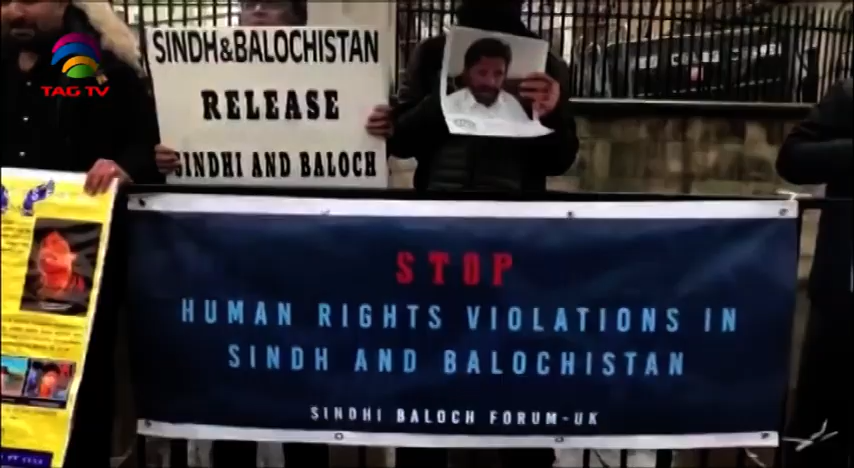 TAG TV
SINDH&BALOCHISTAN
RELEASE
SINDHI AND BALOCH
STOP
HUMAN RIGHTS VIOLATIONS IN
SINDH AND BALOCHISTAN
SINDHI BALOCH FORUM-UK